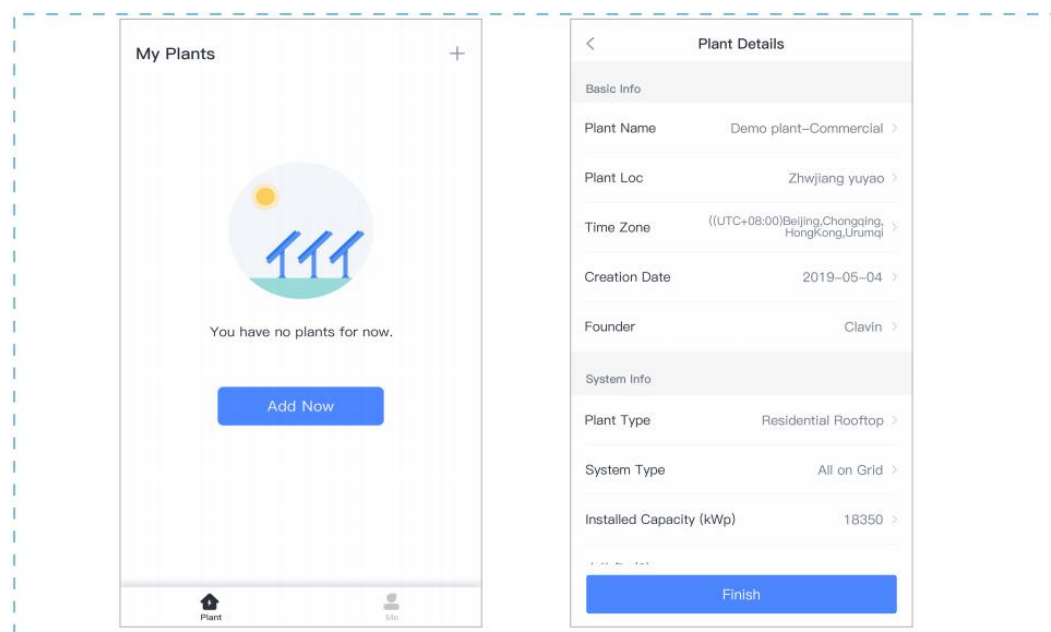 My Plants
You have no plants for now.
Add Now
Plant
Me
Plant Details
Basic Info
Plant Name
Demo plant-Commercial
Plant Loc
Zhwjiang yuyao
Time Zone
((UTC+08:00)Beijing,Chongqing,
HongKong,Urumqi
Creation Date
2019-05-04
Founder
Clavin
System Info
Plant Type
Residential Rooftop
System Type
All on Grid
Installed Capacity (kWp)
18350
Finish